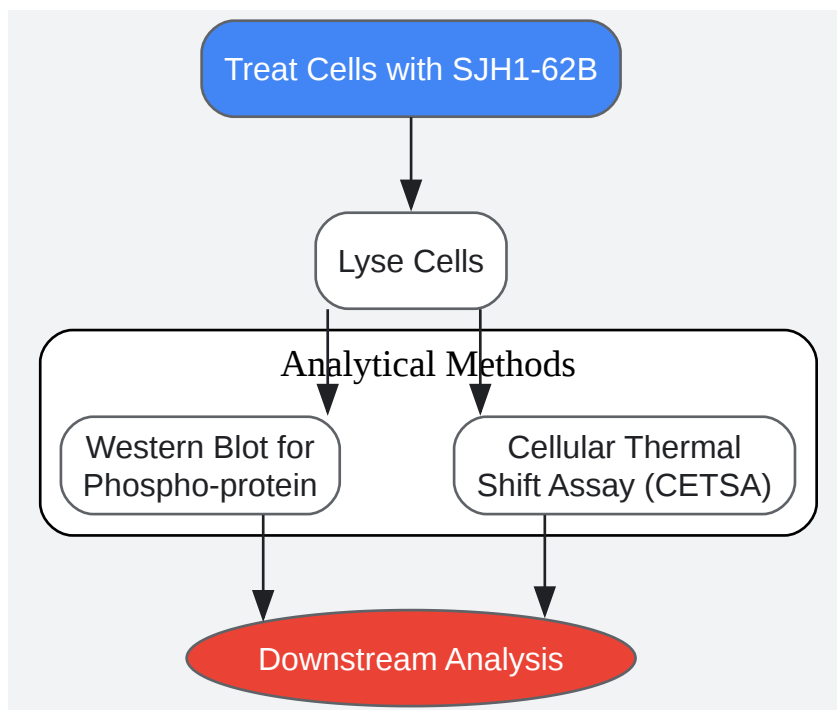 Treat Cells with SJH1-62B
Lyse Cells
Analytical Methods
Western Blot for
Phospho-protein
Cellular Thermal
Shift Assay (CETSA)
Downstream Analysis